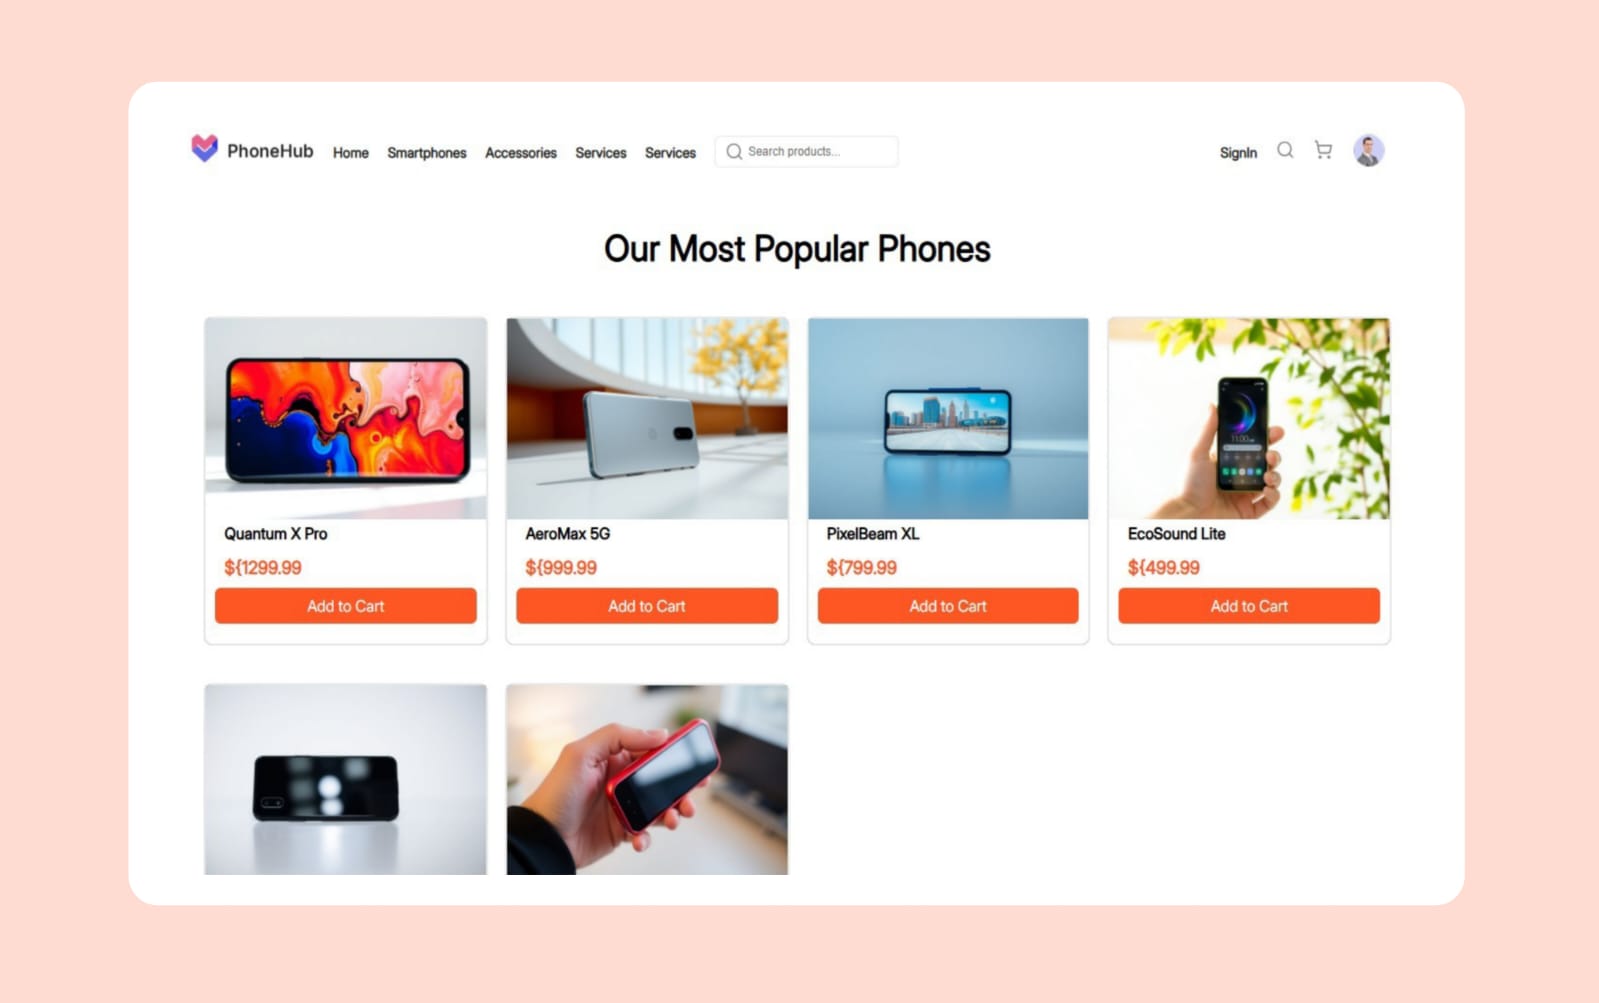 PhoneHub Home Smartphones Accessories Services Services Search products... SignIn
Our Most Popular Phones
Quantum X Pro
${1299.99
Add to Cart
AeroMax 5G
${999.99
Add to Cart
PixelBeam XL
${799.99
Add to Cart
EcoSound Lite
${499.99
Add to Cart
11:00